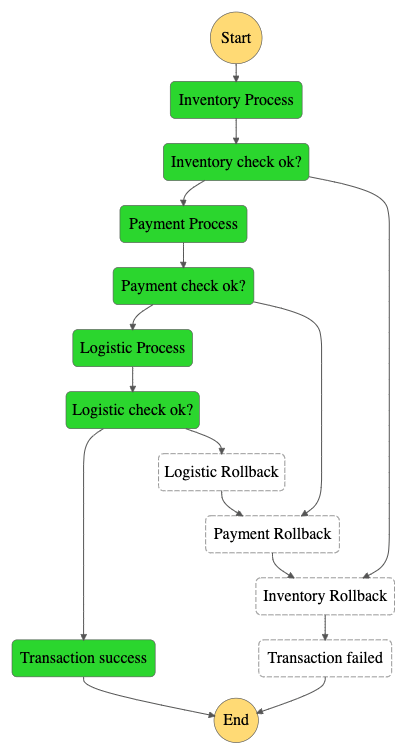 Start
Inventory Process
Inventory check ok?
Payment Process
Payment check ok?
Logistic Process
Logistic check ok?
Logistic Rollback
Payment Rollback
Inventory Rollback
Transaction success
Transaction failed
End